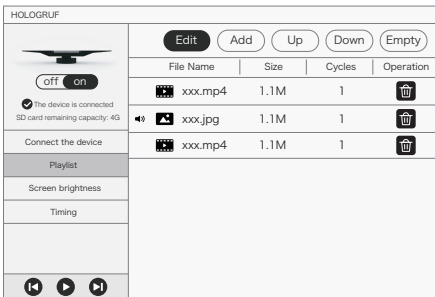 HOLOGRUF
off on
The device is connected
SD card remaining capacity: 4G
Connect the device
Playlist
Screen brightness
Timing
Edit Add Up Down Empty
File Name Size Cycles Operation
xxx.mp4 1.1M 1
xxx.jpg 1.1M 1
xxx.mp4 1.1M 1